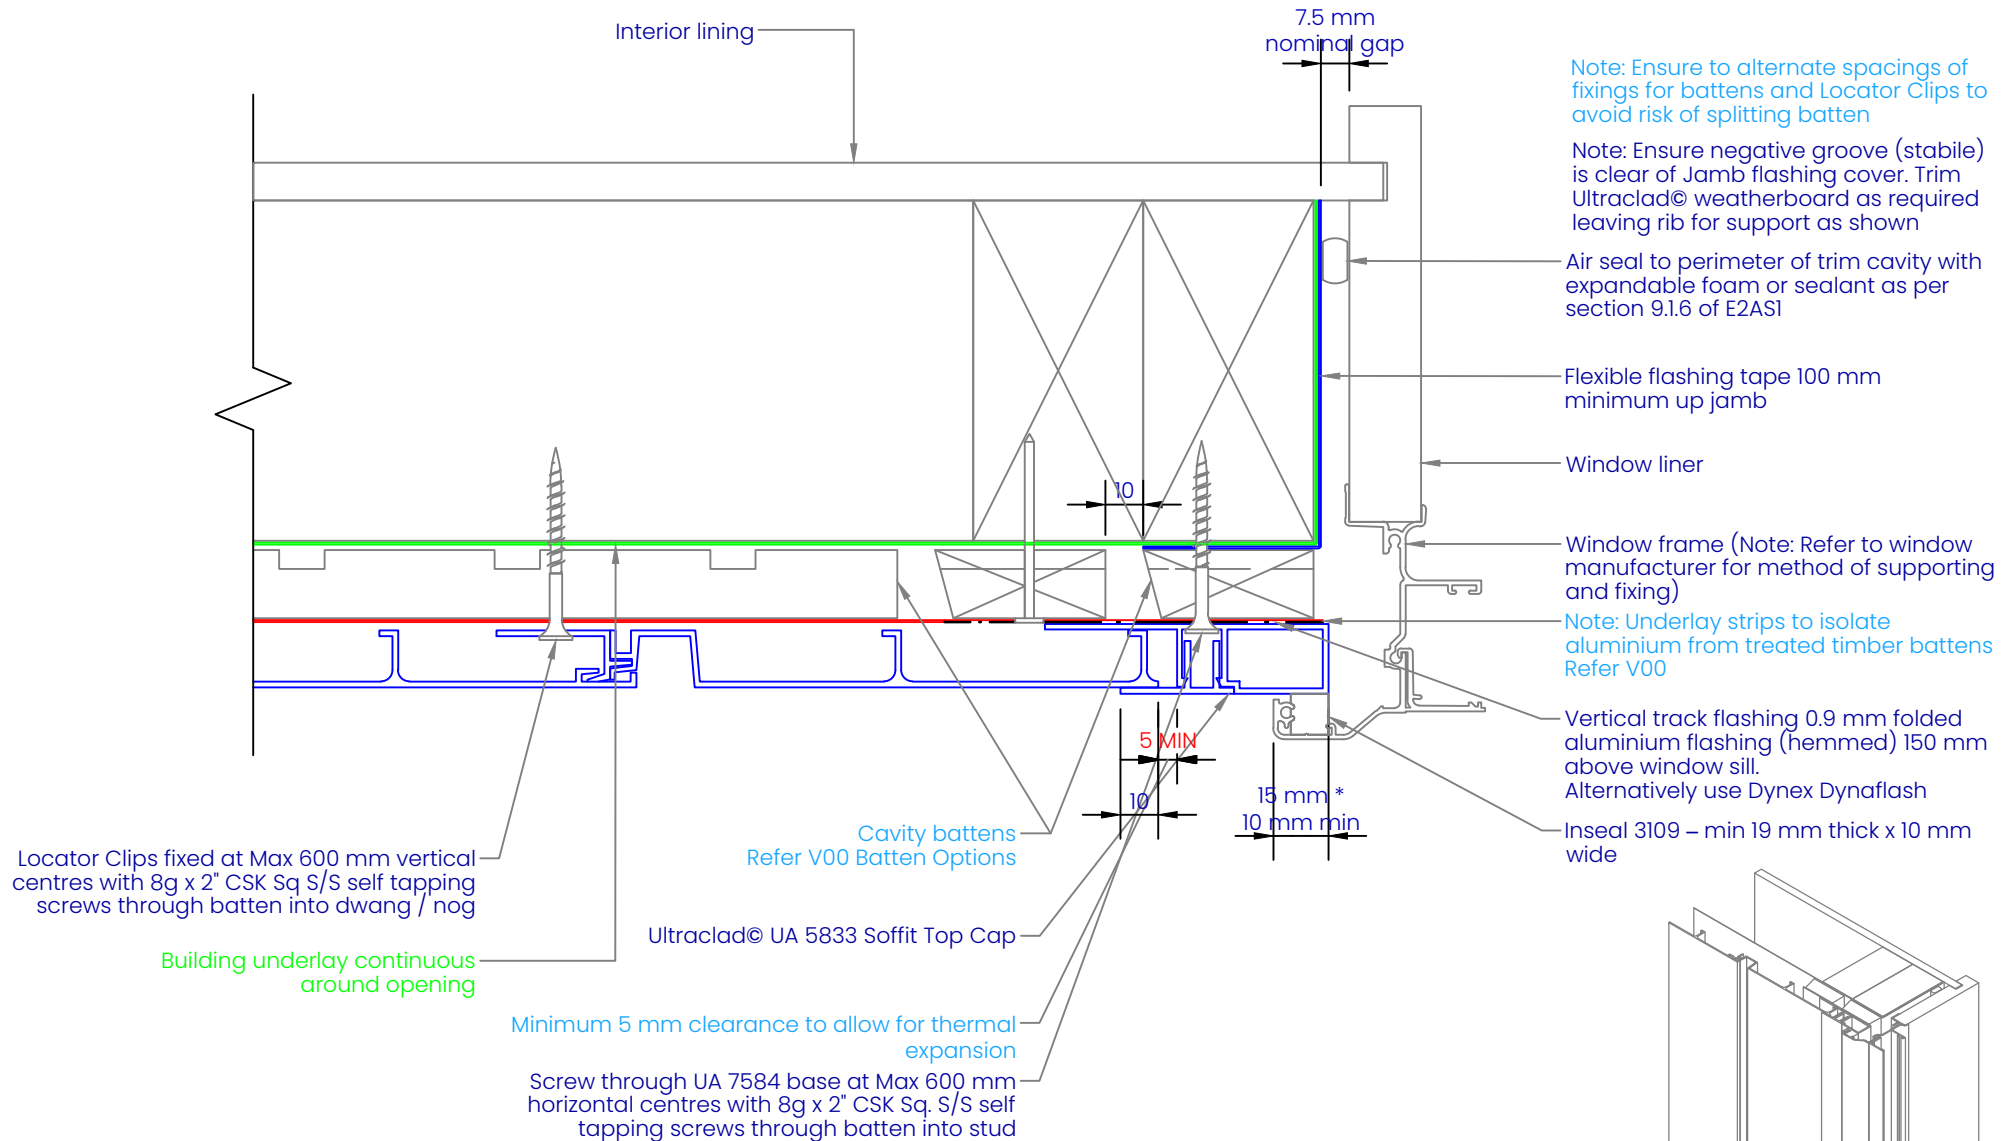 Interior lining
7.5 mm
nominal gap
Note: Ensure to alternate spacings of
fixings for battens and Locator Clips to
avoid risk of splitting batten
Note: Ensure negative groove (stabile)
is clear of Jamb flashing cover. Trim
Ultraclad© weatherboard as required
leaving rib for support as shown
Air seal to perimeter of trim cavity with
expandable foam or sealant as per
section 9.1.6 of E2AS1
Flexible flashing tape 100 mm
minimum up jamb
Window liner
10
Window frame (Note: Refer to window
manufacturer for method of supporting
and fixing)
Note: Underlay strips to isolate
aluminium from treated timber battens
Refer V00
Vertical track flashing 0.9 mm folded
aluminium flashing (hemmed) 150 mm
above window sill.
Alternatively use Dynex Dynaflash
Inseal 3109 – min 19 mm thick x 10 mm
wide
5 MIN
10
15 mm *
10 mm min
Cavity battens
Refer V00 Batten Options
Locator Clips fixed at Max 600 mm vertical
centres with 8g x 2" CSK Sq S/S self tapping
screws through batten into dwang / nog
Ultraclad© UA 5833 Soffit Top Cap
Building underlay continuous
around opening
Minimum 5 mm clearance to allow for thermal
expansion
Screw through UA 7584 base at Max 600 mm
horizontal centres with 8g x 2" CSK Sq. S/S self
tapping screws through batten into stud